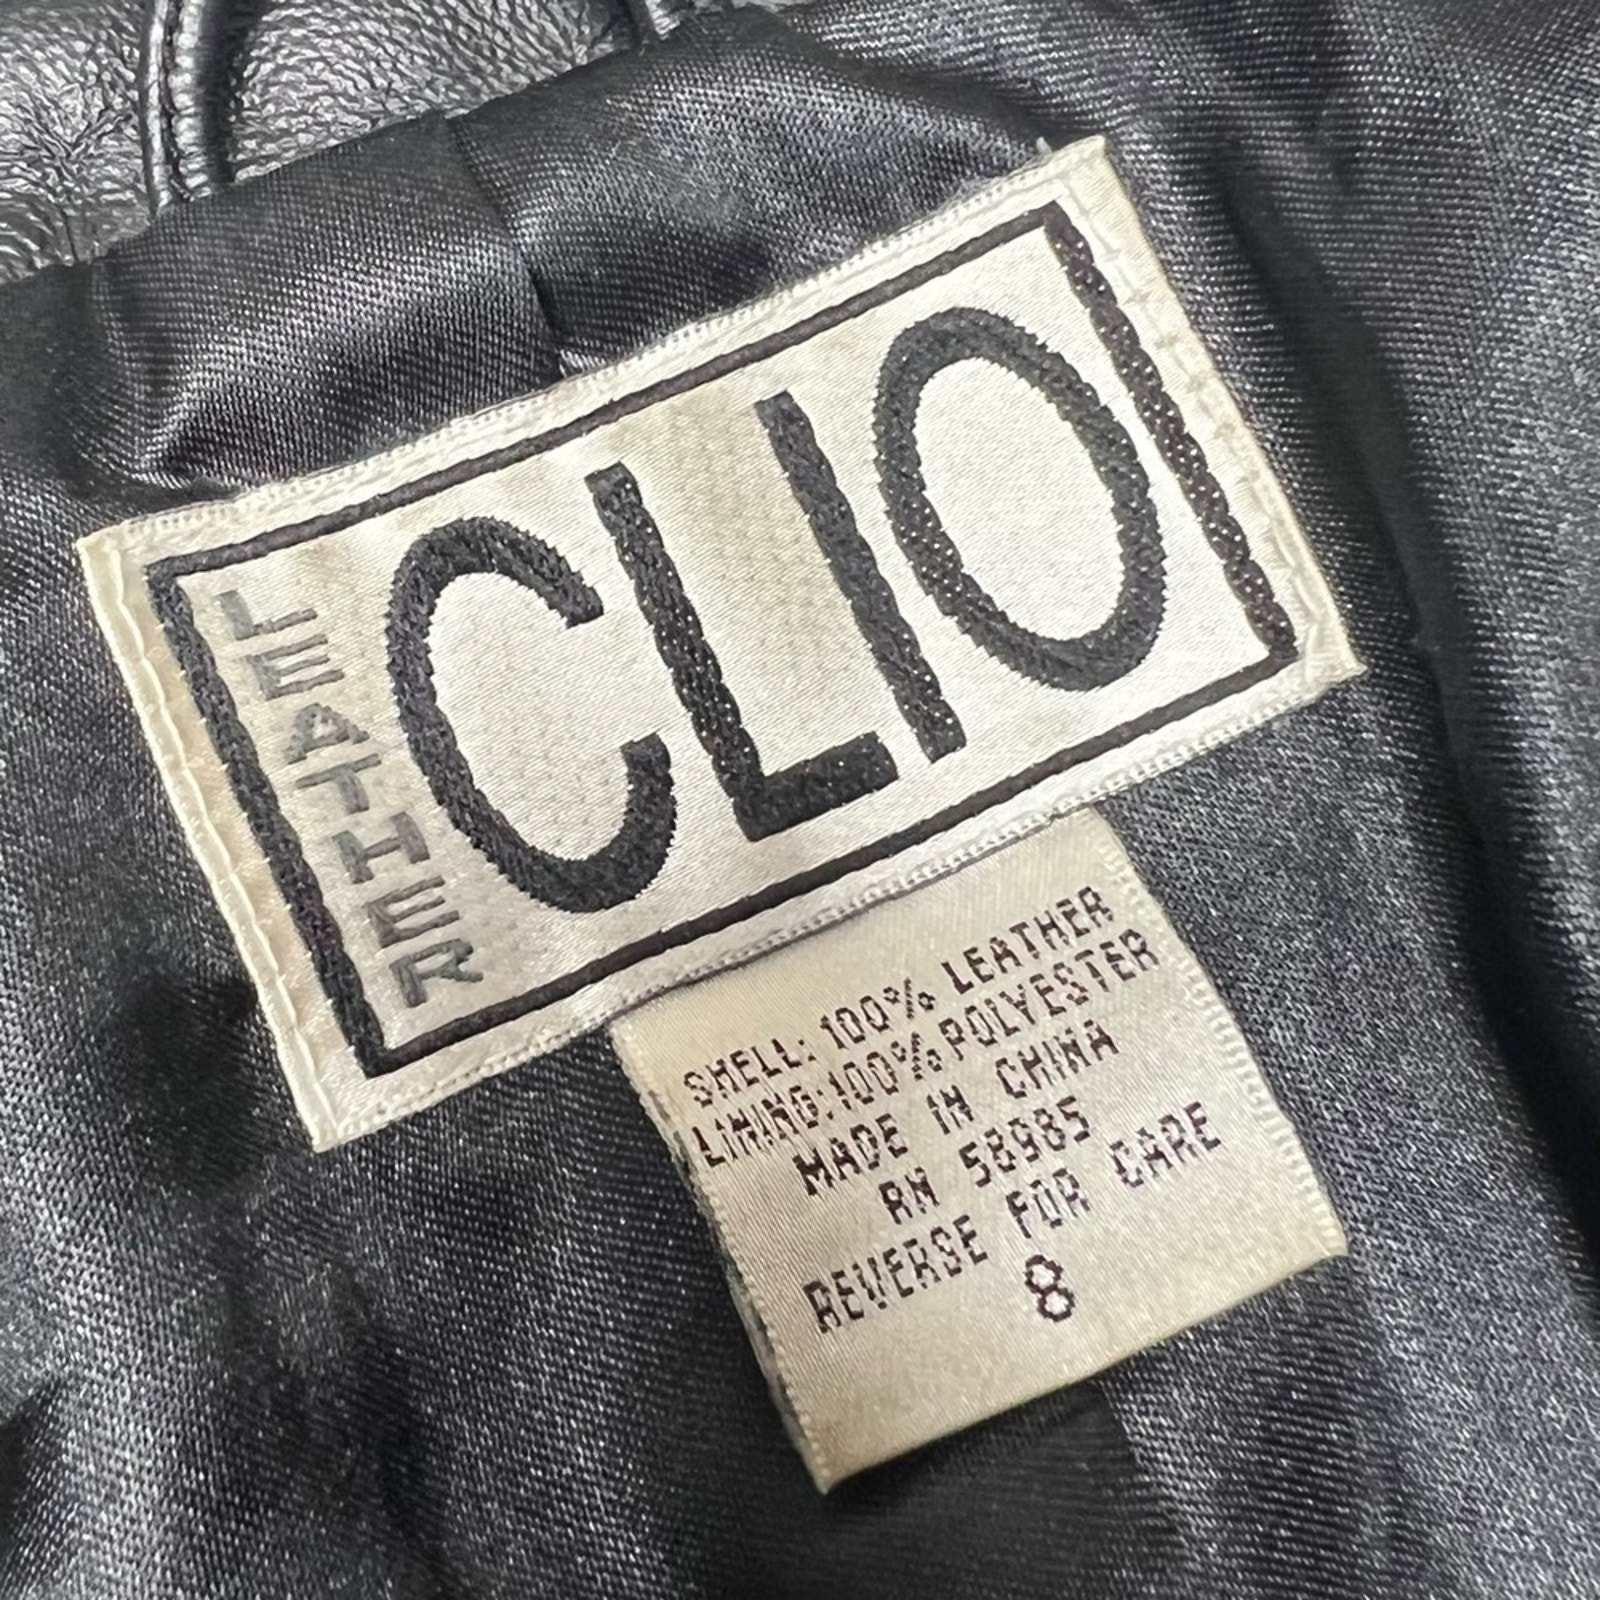 LEATHER
CLIO
SHELL: 100% LEATHER
LINING: 100% POLYESTER
MADE IN CHINA
RN 58985
REVERSE FOR CARE
8